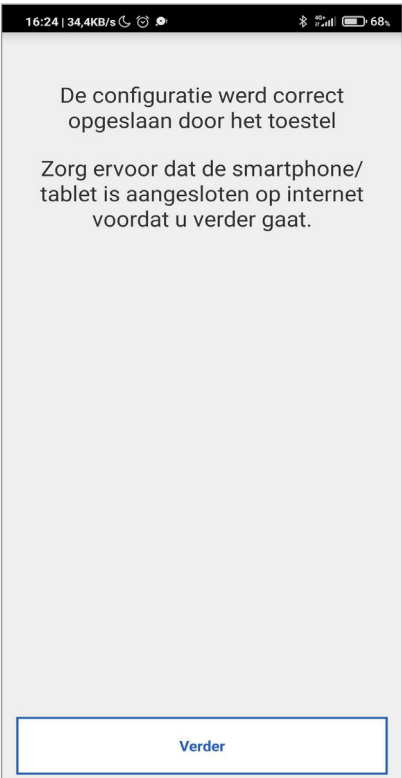 16:24 | 34,4KB/s
4G+ 68%
De configuratie werd correct
opgeslaan door het toestel
Zorg ervoor dat de smartphone/
tablet is aangesloten op internet
voordat u verder gaat.
Verder